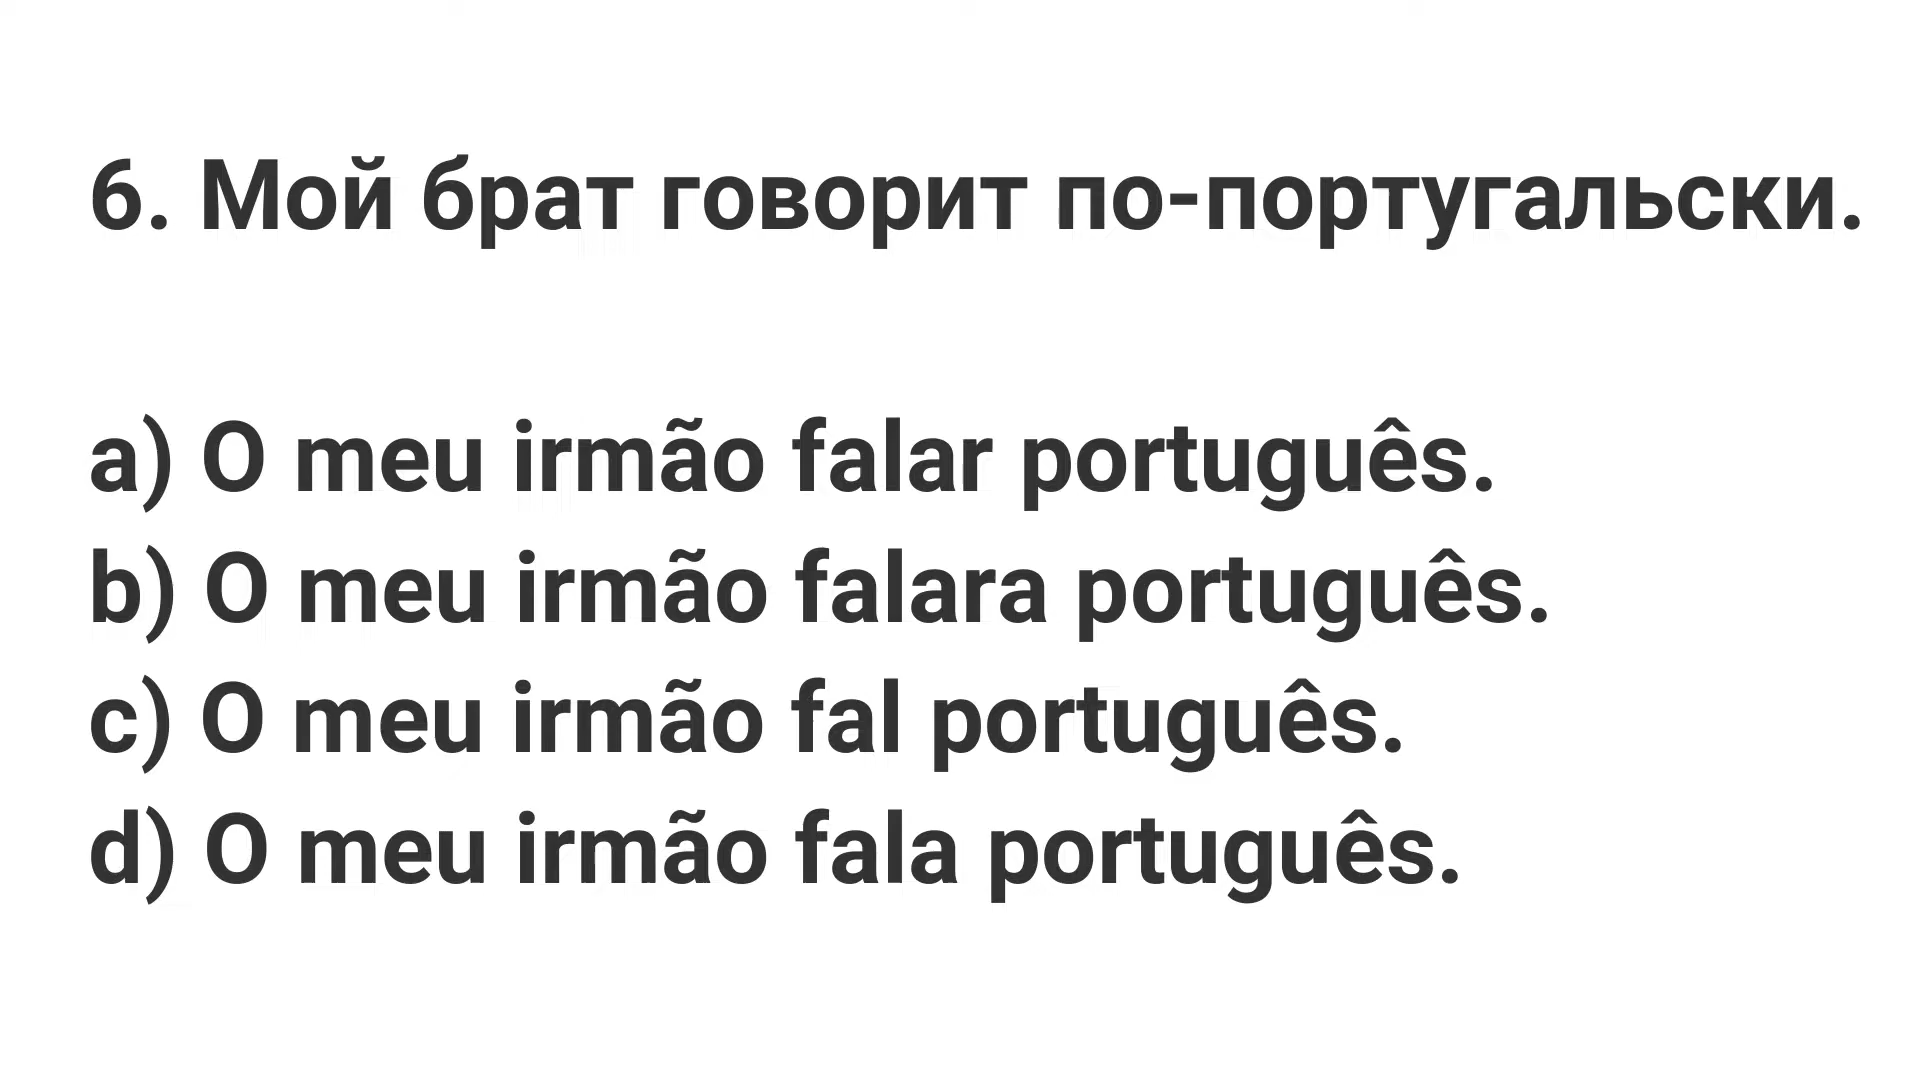 6. Мой брат говорит по-португальски.
a) O meu irmão falar português.
b) O meu irmão falara português.
c) O meu irmão fal português.
d) O meu irmão fala português.